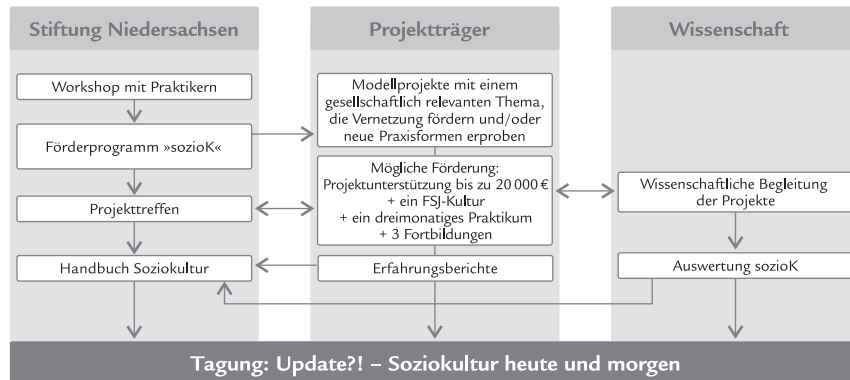 Stiftung Niedersachsen
Workshop mit Praktikern
Förderprogramm »sozioK«
Projekttreffen
Handbuch Soziokultur
Projektträger
Modellprojekte mit einem
gesellschaftlich relevanten Thema,
die Vernetzung fördern und/oder
neue Praxisformen erproben
Mögliche Förderung:
Projektunterstützung bis zu 20 000 €
+ ein FSJ-Kultur
+ ein dreimonatiges Praktikum
+ 3 Fortbildungen
Erfahrungsberichte
Wissenschaft
Wissenschaftliche Begleitung
der Projekte
Auswertung sozioK
Tagung: Update?! – Soziokultur heute und morgen